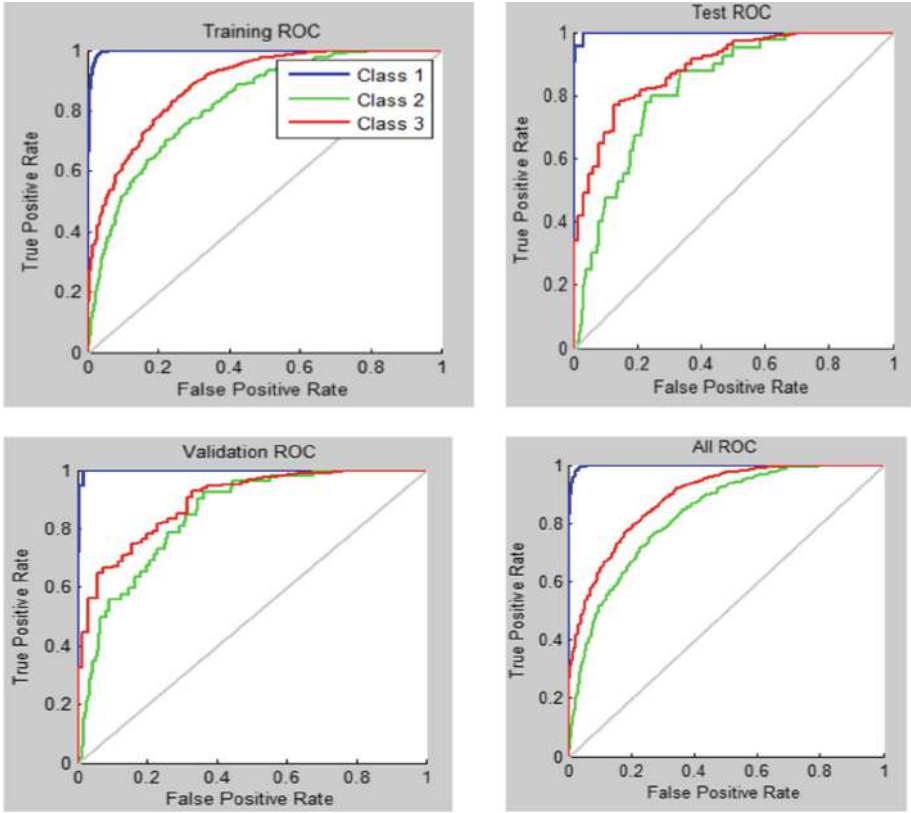 Training ROC
1
0.8
0.6
0.4
0.2
0
True Positive Rate
Class 1
Class 2
Class 3
0 0.2 0.4 0.6 0.8 1
False Positive Rate
Test ROC
1
0.8
0.6
0.4
0.2
0
True Positive Rate
0 0.2 0.4 0.6 0.8 1
False Positive Rate
Validation ROC
1
0.8
0.6
0.4
0.2
0
True Positive Rate
0 0.2 0.4 0.6 0.8 1
False Positive Rate
All ROC
1
0.8
0.6
0.4
0.2
0
True Positive Rate
0 0.2 0.4 0.6 0.8 1
False Positive Rate